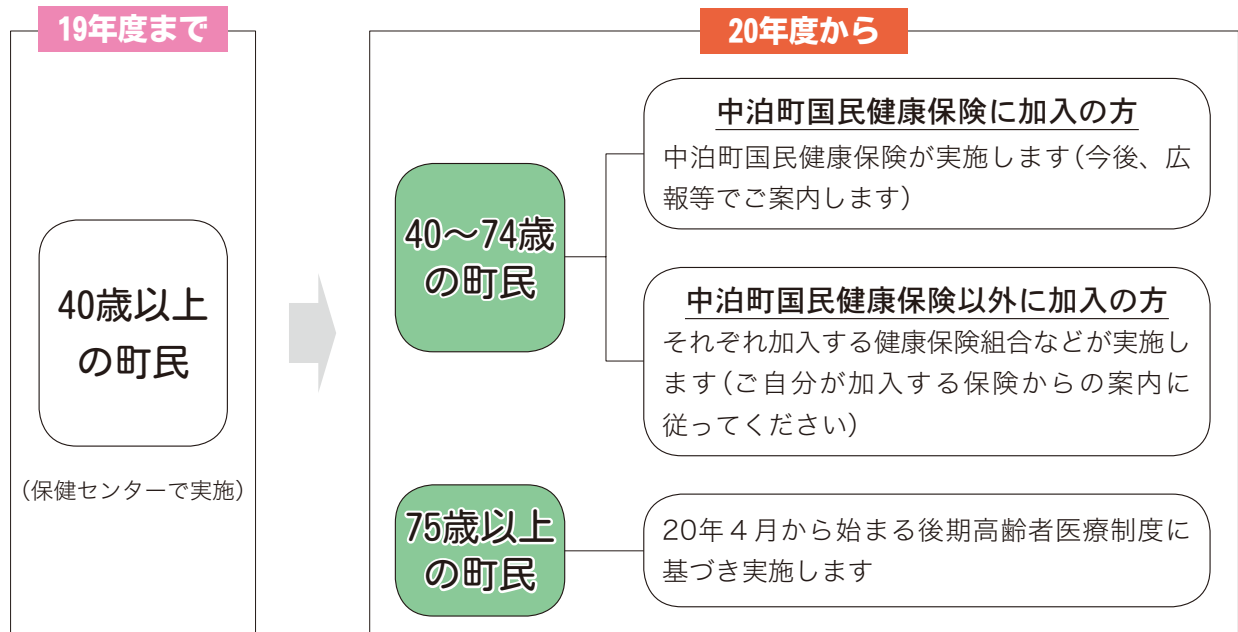 19年度まで
40歳以上
の町民
(保健センターで実施)
20年度から
40〜74歳
の町民
中泊町国民健康保険に加入の方
中泊町国民健康保険が実施します(今後、広
報等でご案内します)
中泊町国民健康保険以外に加入の方
それぞれ加入する健康保険組合などが実施し
ます(ご自分が加入する保険からの案内に
従ってください)
75歳以上
の町民
20年４月から始まる後期高齢者医療制度に
基づき実施します